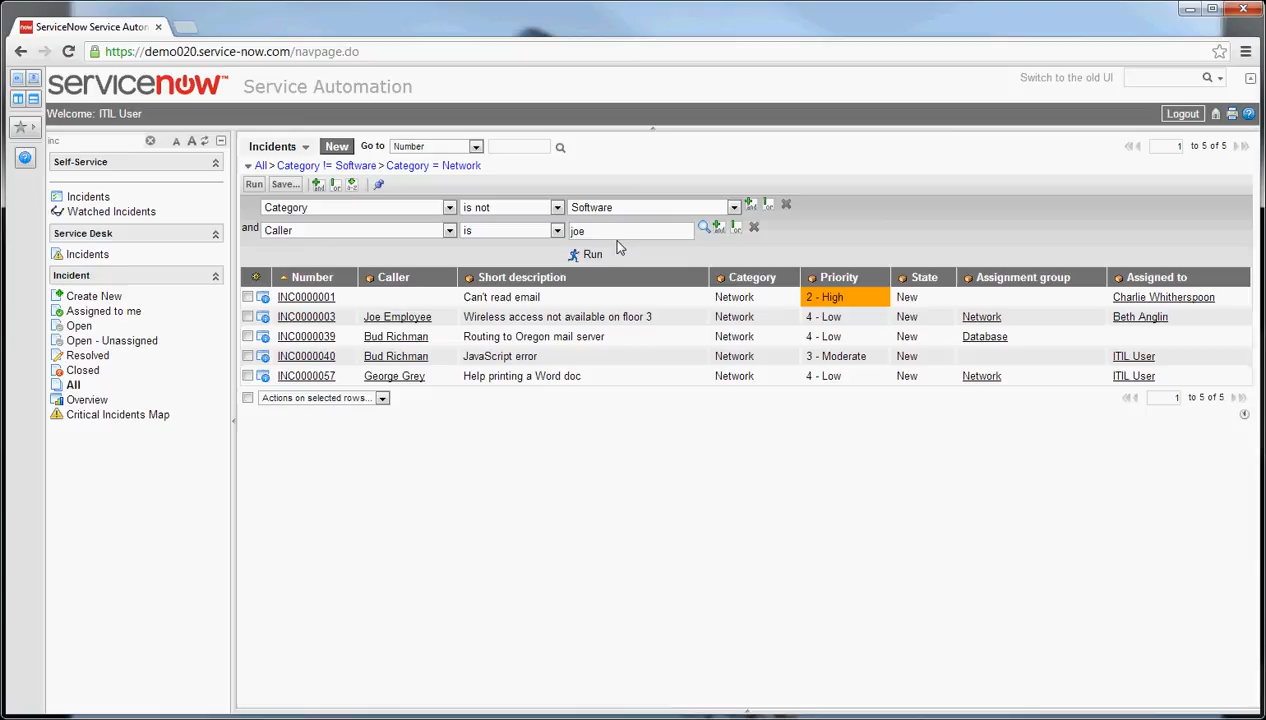 ServiceNow Service Autom
https://demo020.service-now.com/navpage.do
servicenow™ Service Automation
Switch to the old UI
Welcome: ITIL User
Logout
inc
A A
Self-Service
Incidents
Watched Incidents
Service Desk
Incidents
Incident
Create New
Assigned to me
Open
Open - Unassigned
Resolved
Closed
All
Overview
Critical Incidents Map
Incidents New Go to Number 1 to 5 of 5
All > Category != Software > Category = Network
Run Save...
Category is not Software
and Caller is joe
Run
Number Caller Short description Category Priority State Assignment group Assigned to
INC0000001 Can't read email Network 2 - High New Charlie Whitherspoon
INC0000003 Joe Employee Wireless access not available on floor 3 Network 4 - Low New Network Beth Anglin
INC0000039 Bud Richman Routing to Oregon mail server Network 4 - Low New Database
INC0000040 Bud Richman JavaScript error Network 3 - Moderate New ITIL User
INC0000057 George Grey Help printing a Word doc Network 4 - Low New Network ITIL User
Actions on selected rows... 1 to 5 of 5